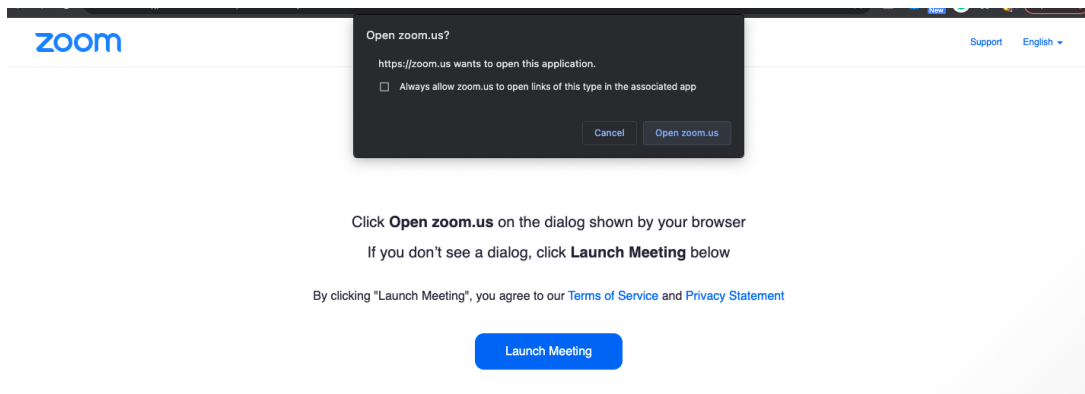 New
zoom
Support English
Open zoom.us?
https://zoom.us wants to open this application.
Always allow zoom.us to open links of this type in the associated app
Cancel Open zoom.us
Click Open zoom.us on the dialog shown by your browser
If you don't see a dialog, click Launch Meeting below
By clicking "Launch Meeting", you agree to our Terms of Service and Privacy Statement
Launch Meeting